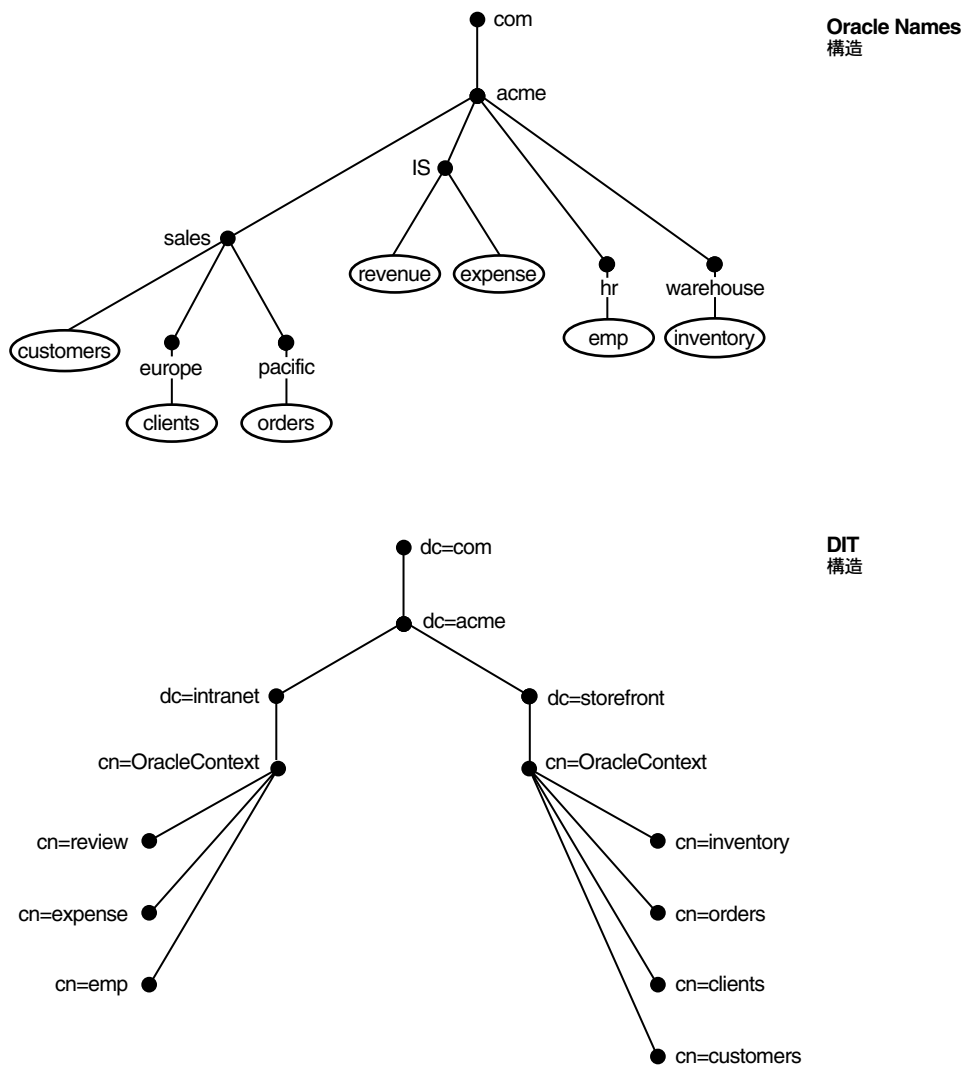 com
Oracle Names
構造
acme
IS
sales
revenue
expense
hr
warehouse
customers
emp
inventory
europe
pacific
clients
orders
dc=com
DIT
構造
dc=acme
dc=intranet
dc=storefront
cn=OracleContext
cn=OracleContext
cn=review
cn=inventory
cn=expense
cn=orders
cn=emp
cn=clients
cn=customers